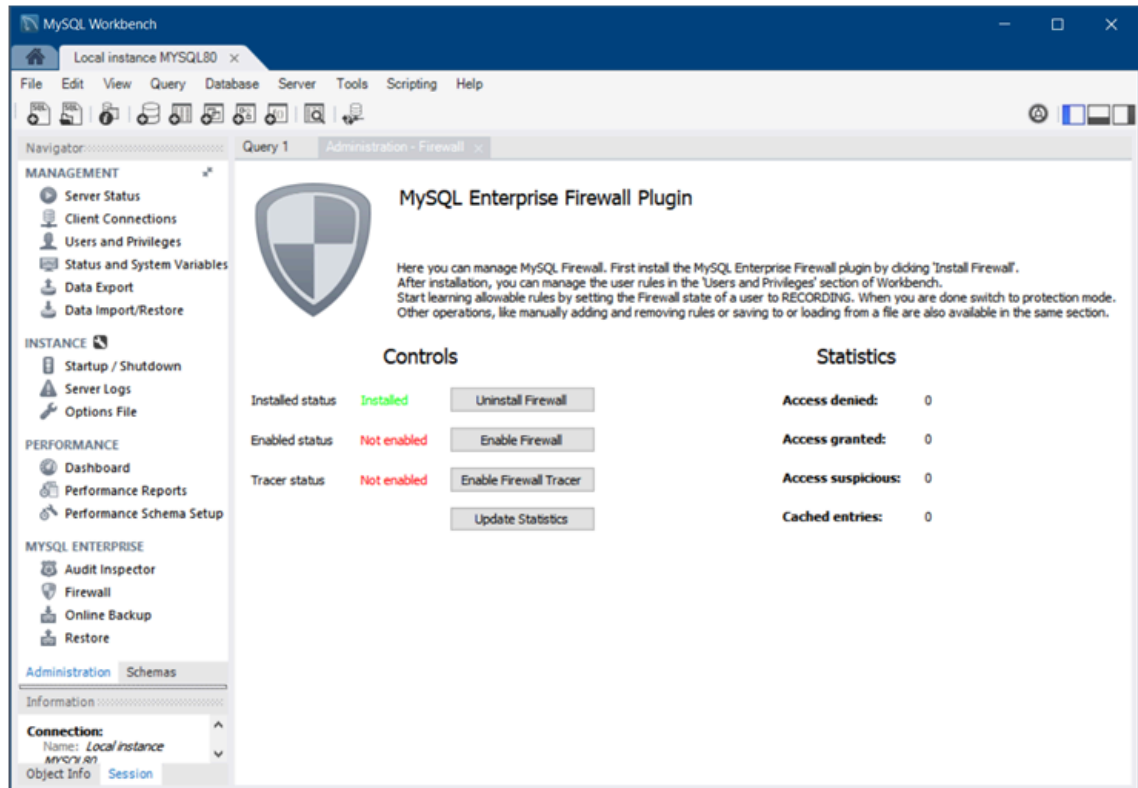 MySQL Workbench
Local instance MYSQL80
File Edit View Query Database Server Tools Scripting Help
Navigator
MANAGEMENT
Server Status
Client Connections
Users and Privileges
Status and System Variables
Data Export
Data Import/Restore
INSTANCE
Startup / Shutdown
Server Logs
Options File
PERFORMANCE
Dashboard
Performance Reports
Performance Schema Setup
MYSQL ENTERPRISE
Audit Inspector
Firewall
Online Backup
Restore
Administration Schemas
Information
Connection:
Name: Local instance
MYSQL80
Object Info Session
Query 1 Administration - Firewall
MySQL Enterprise Firewall Plugin
Here you can manage MySQL Firewall. First install the MySQL Enterprise Firewall plugin by clicking 'Install Firewall'.
After installation, you can manage the user rules in the 'Users and Privileges' section of Workbench.
Start learning allowable rules by setting the Firewall state of a user to RECORDING. When you are done switch to protection mode.
Other operations, like manually adding and removing rules or saving to or loading from a file are also available in the same section.
Controls
Installed status Installed Uninstall Firewall
Enabled status Not enabled Enable Firewall
Tracer status Not enabled Enable Firewall Tracer
Update Statistics
Statistics
Access denied: 0
Access granted: 0
Access suspicious: 0
Cached entries: 0